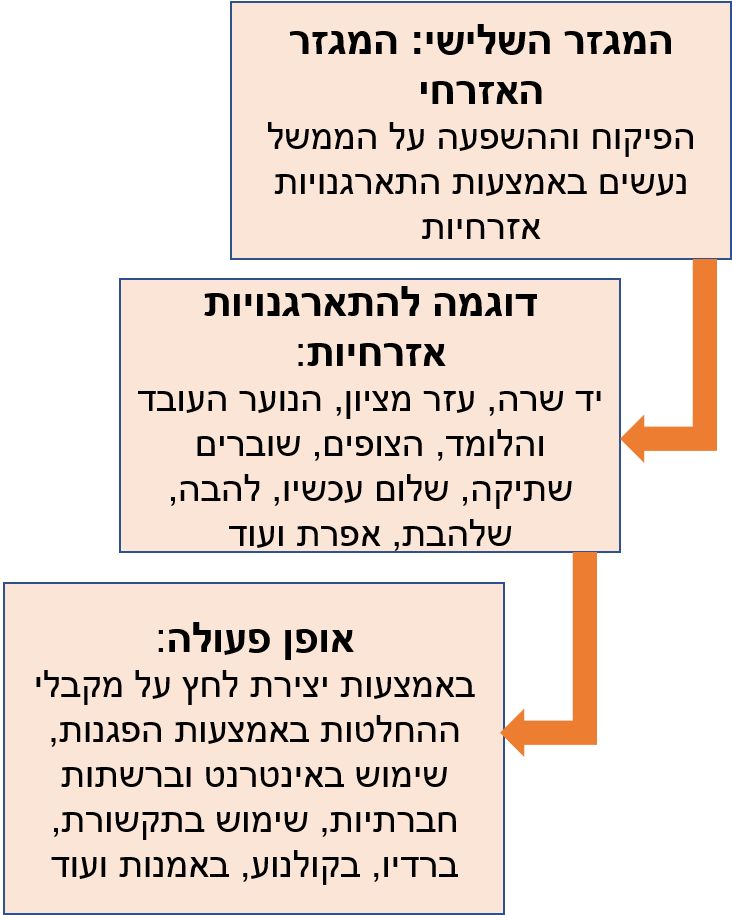 המגזר השלישי: המגזר
האזרחי
הפיקוח וההשפעה על הממשל
נעשים באמצעות התארגנויות
אזרחיות
דוגמה להתארגנויות
אזרחיות:
יד שרה, עזר מציון, הנוער העובד
והלומד, הצופים, שוברים
שתיקה, שלום עכשיו, להבה,
שלהבת, אפרת ועוד
אופן פעולה:
באמצעות יצירת לחץ על מקבלי
ההחלטות באמצעות הפגנות,
שימוש באינטרנט וברשתות
חברתיות, שימוש בתקשורת,
ברדיו, בקולנוע, באמנות ועוד